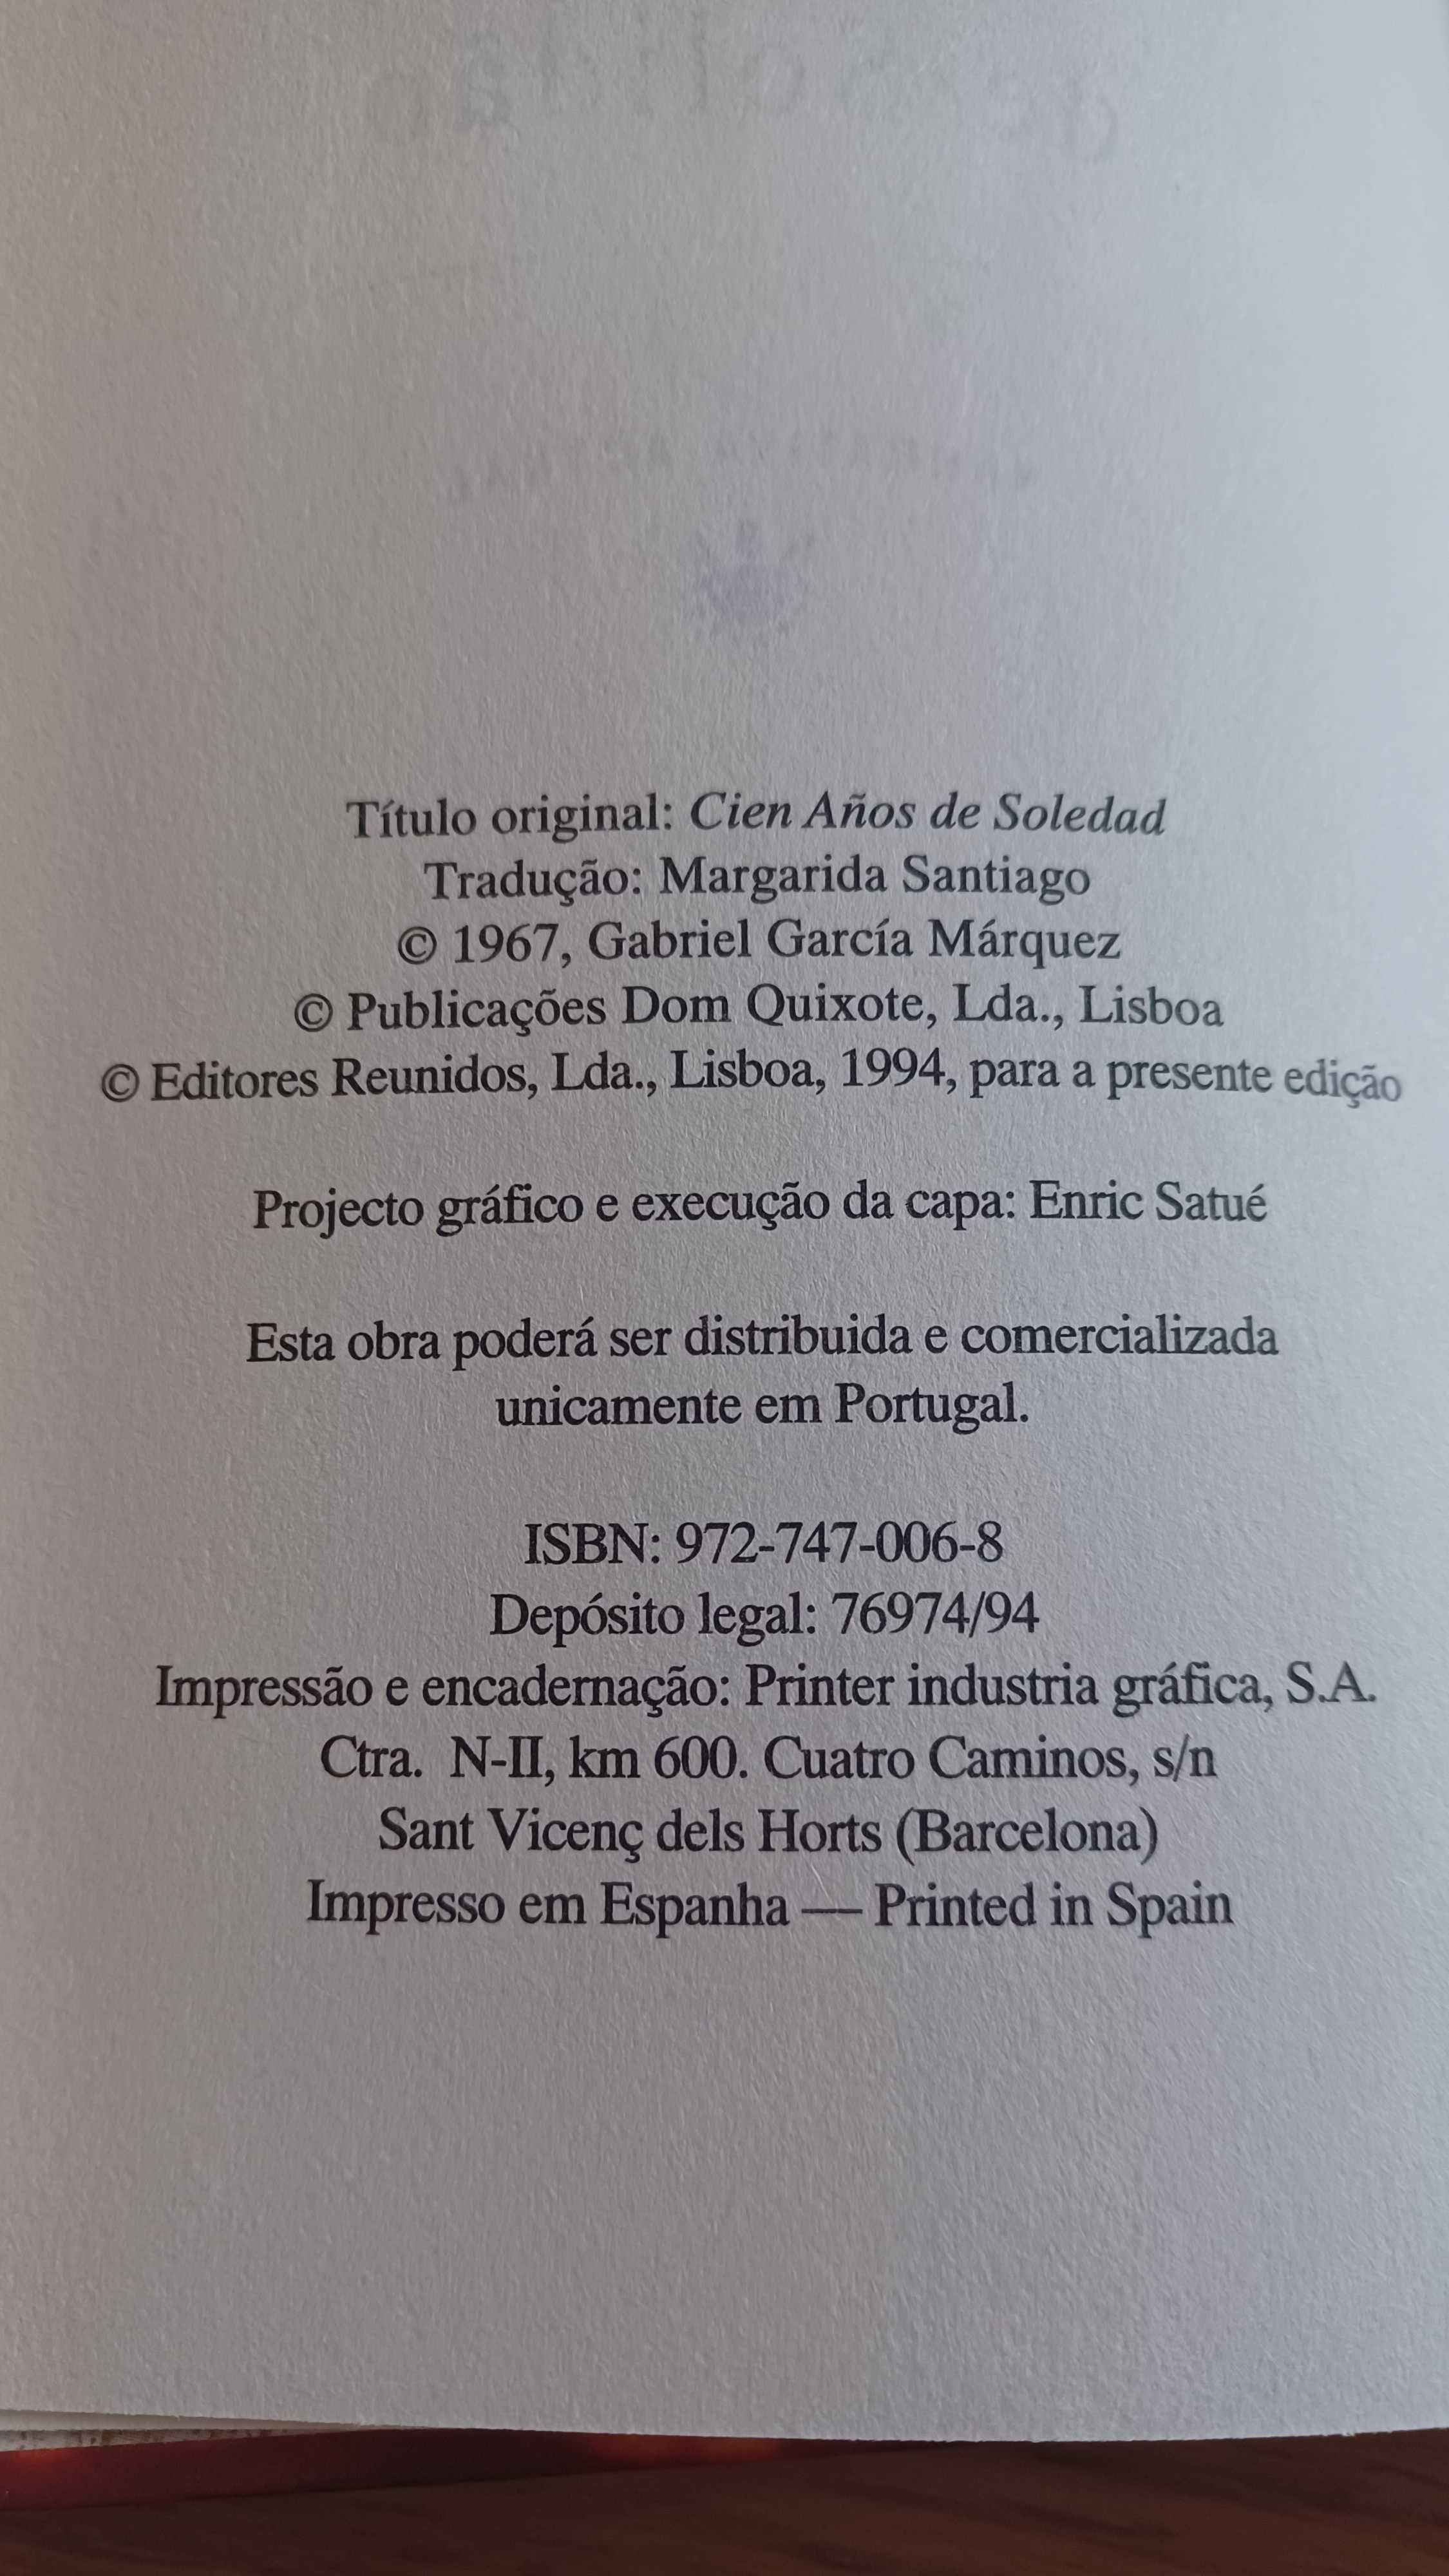 Título original: Cien Años de Soledad
Tradução: Margarida Santiago
© 1967, Gabriel García Márquez
© Publicações Dom Quixote, Lda., Lisboa
© Editores Reunidos, Lda., Lisboa, 1994, para a presente edição
Projecto gráfico e execução da capa: Enric Satué
Esta obra poderá ser distribuida e comercializada
unicamente em Portugal.
ISBN: 972-747-006-8
Depósito legal: 76974/94
Impressão e encadernação: Printer industria gráfica, S.A.
Ctra. N-II, km 600. Cuatro Caminos, s/n
Sant Vicenç dels Horts (Barcelona)
Impresso em Espanha — Printed in Spain